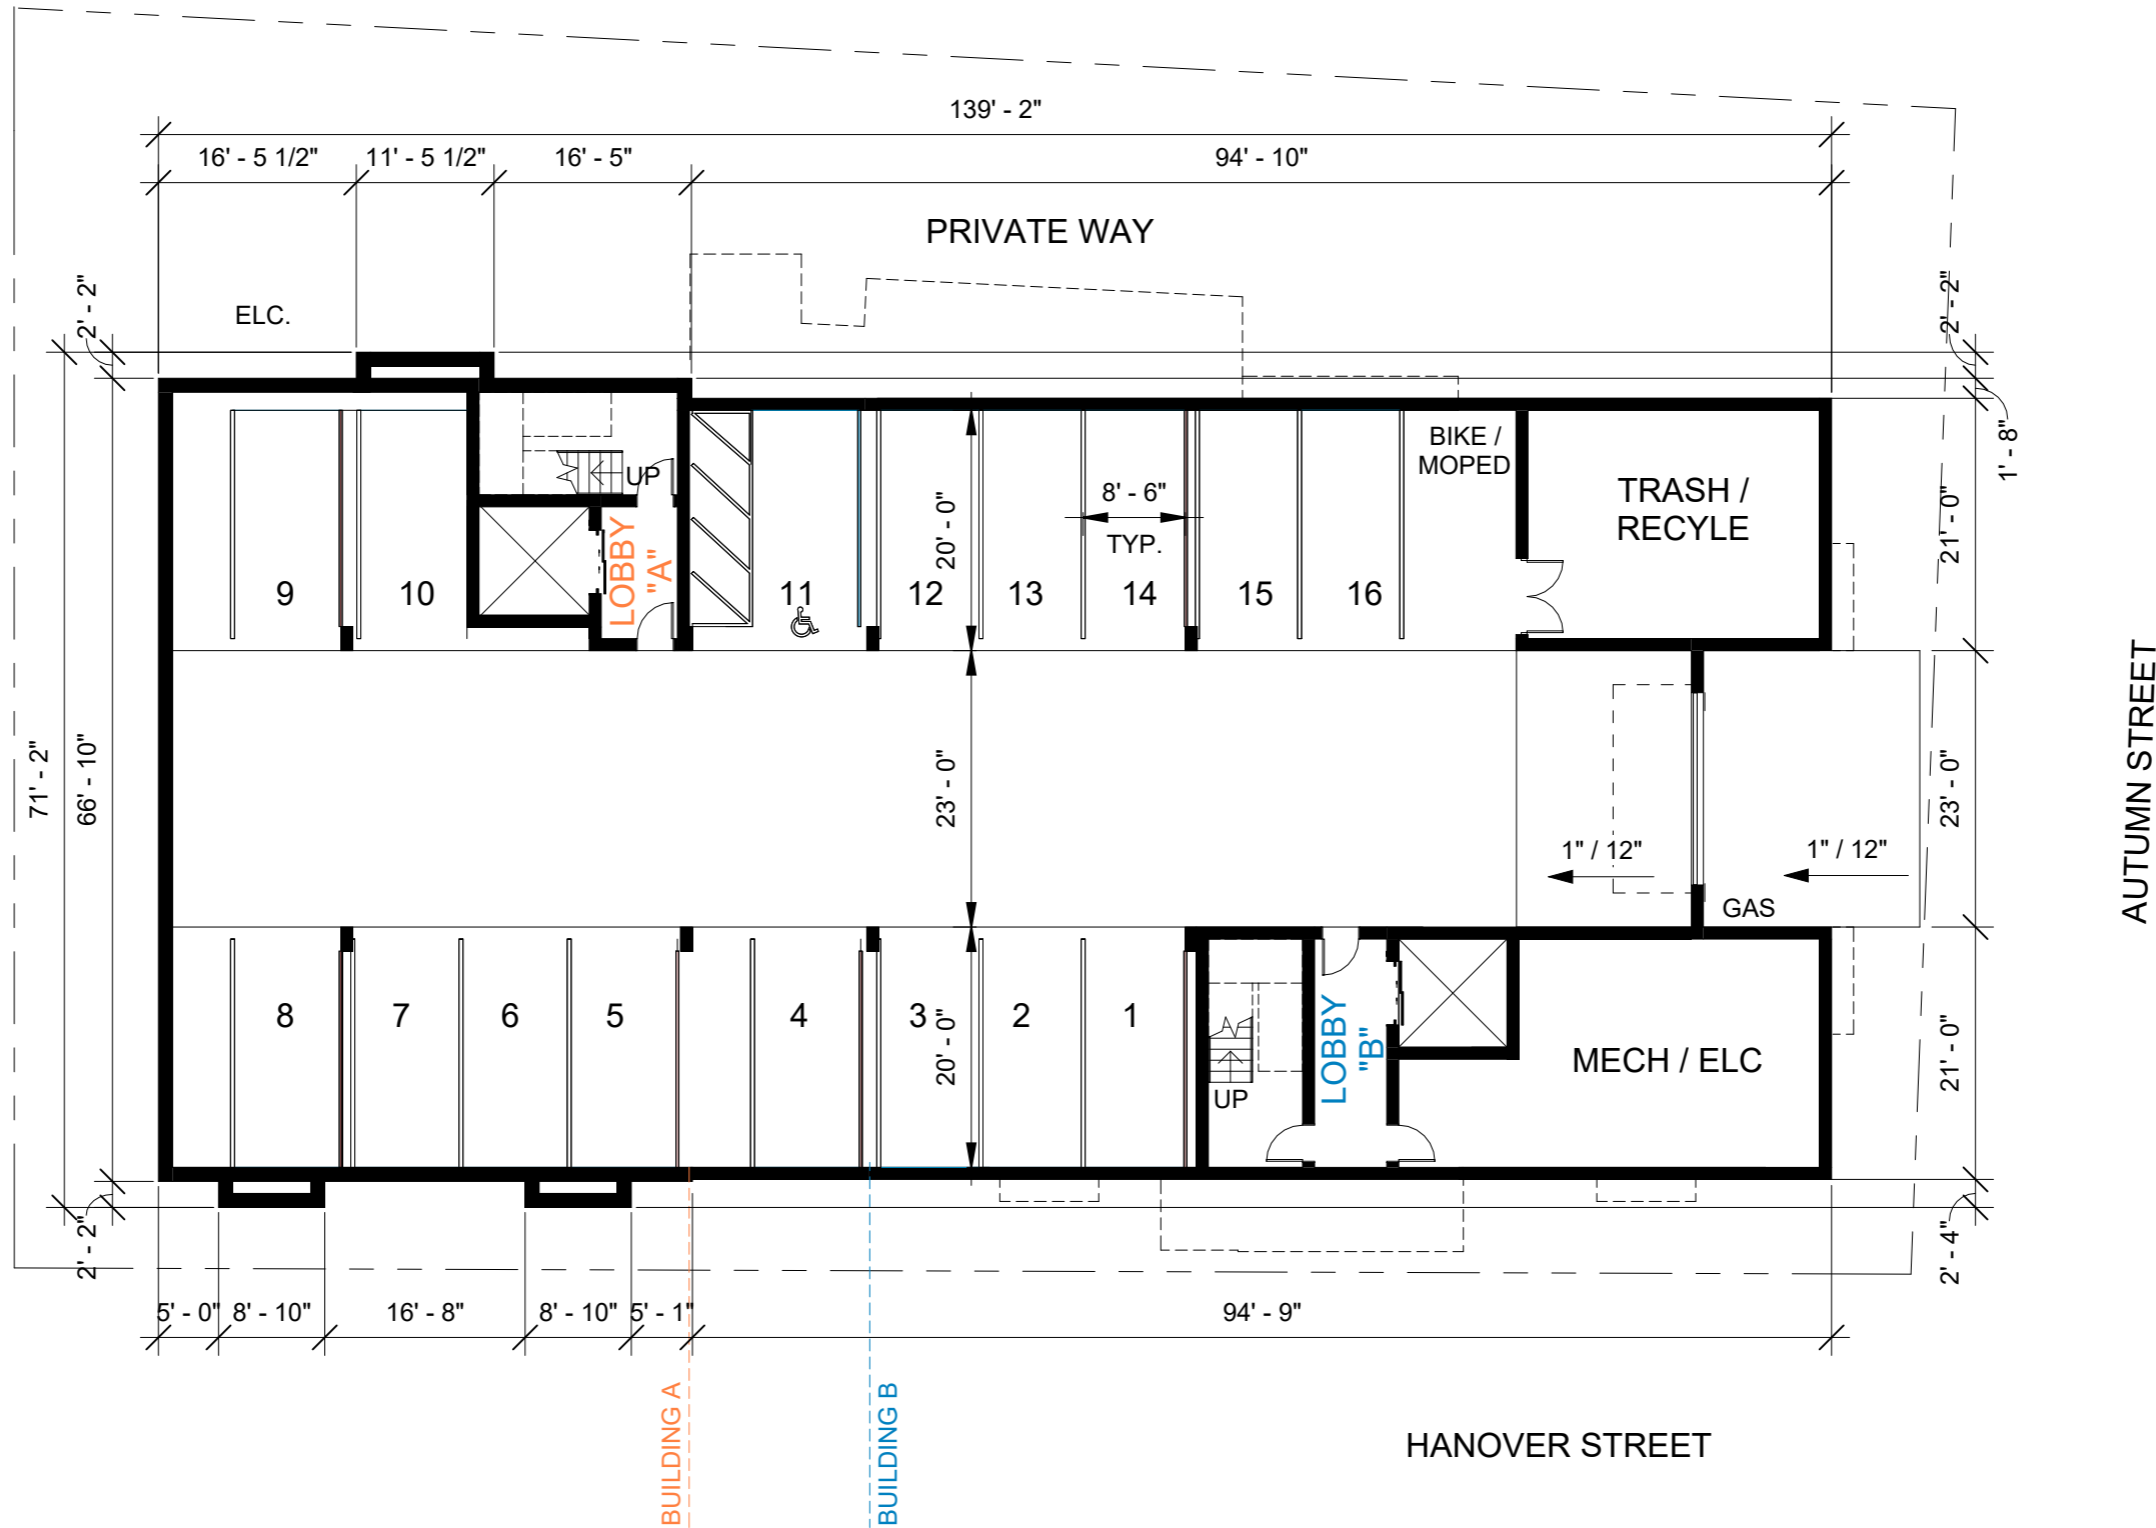 139' - 2"
16' - 5 1/2"
11' - 5 1/2"
16' - 5"
94' - 10"
PRIVATE WAY
ELC.
2' - 2"
2' - 2"
1' - 8"
71' - 2"
66' - 10"
UP
LOBBY
"A"
9
10
11
12
13
14
15
16
20' - 0"
8' - 6"
TYP.
BIKE /
MOPED
TRASH /
RECYLE
21' - 0"
23' - 0"
23' - 0"
1" / 12"
1" / 12"
GAS
AUTUMN STREET
8
7
6
5
4
3
2
1
20' - 0"
UP
LOBBY
"B"
MECH / ELC
21' - 0"
2' - 2"
2' - 4"
5' - 0"
8' - 10"
16' - 8"
8' - 10"
5' - 1"
94' - 9"
BUILDING A
BUILDING B
HANOVER STREET